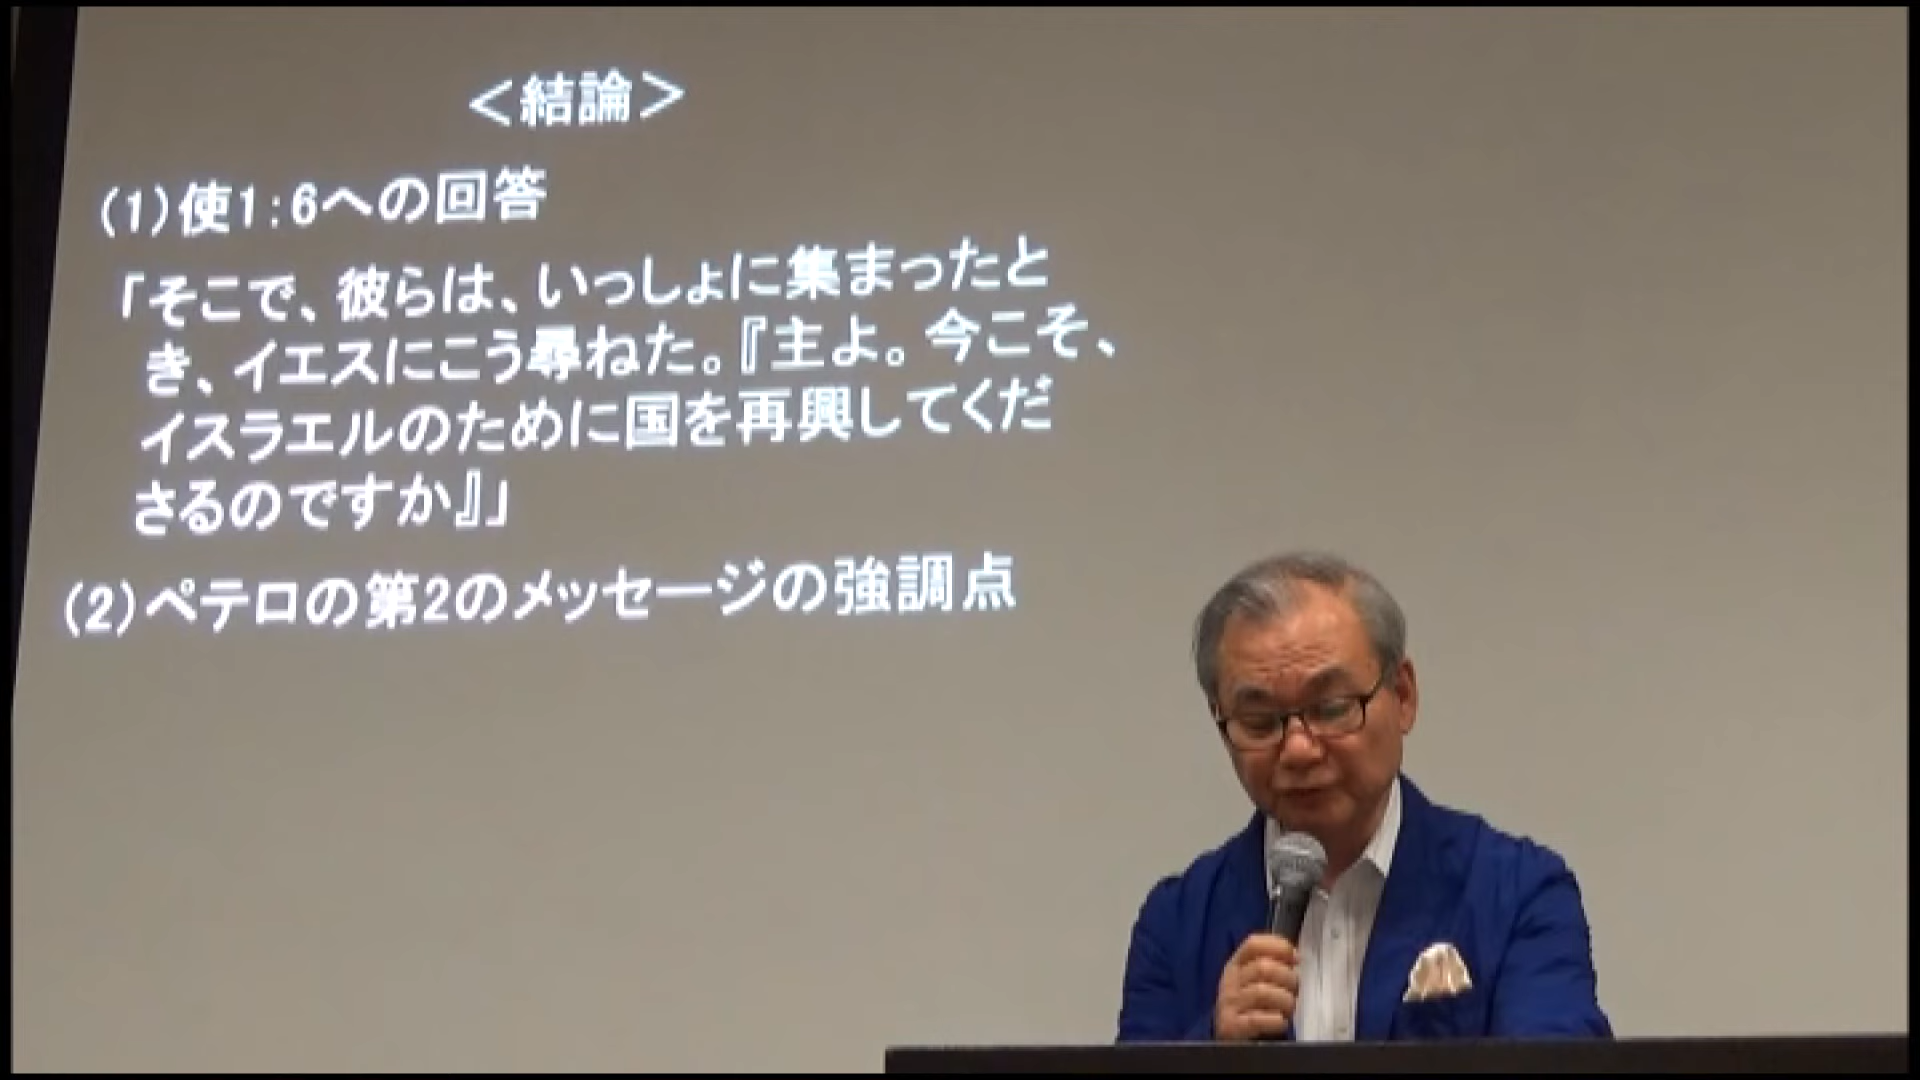 ＜結論＞
(1)使1:6への回答
「そこで、彼らは、いっしょに集まったと
き、イエスにこう尋ねた。『主よ。今こそ、
イスラエルのために国を再興してくだ
さるのですか』」
(2)ペテロの第2のメッセージの強調点